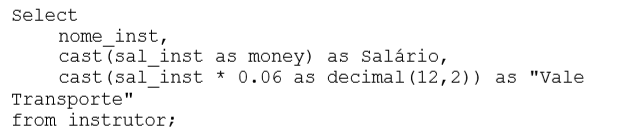 Select
nome_inst,
cast(sal_inst as money) as Salário,
cast(sal_inst * 0.06 as decimal(12,2)) as "Vale
Transporte"
from instrutor;